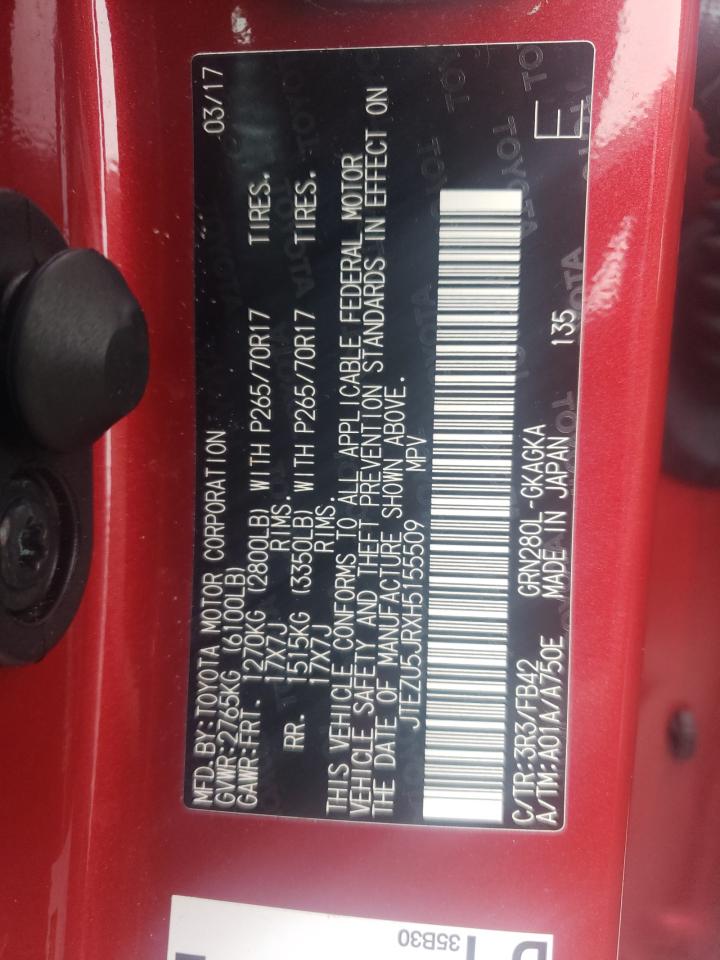 MFD.BY:TOYOTA MOTOR CORPORATION 03/17
GVWR:2765KG (6100LB)
GAWR:FRT. 1270KG (2800LB) WITH P265/70R17 TIRES.
17X7J RIMS.
RR. 1515KG (3350LB) WITH P265/70R17 TIRES.
17X7J RIMS.
THIS VEHICLE CONFORMS TO ALL APPLICABLE FEDERAL MOTOR
VEHICLE SAFETY AND THEFT PREVENTION STANDARDS IN EFFECT ON
THE DATE OF MANUFACTURE SHOWN ABOVE.
JTEZU5JRXH5155509 MPV
C/TR:3R3/FB42 GRN280L-GKAGKA
A/TM:A01A/A750E MADE IN JAPAN 135 E
35B30